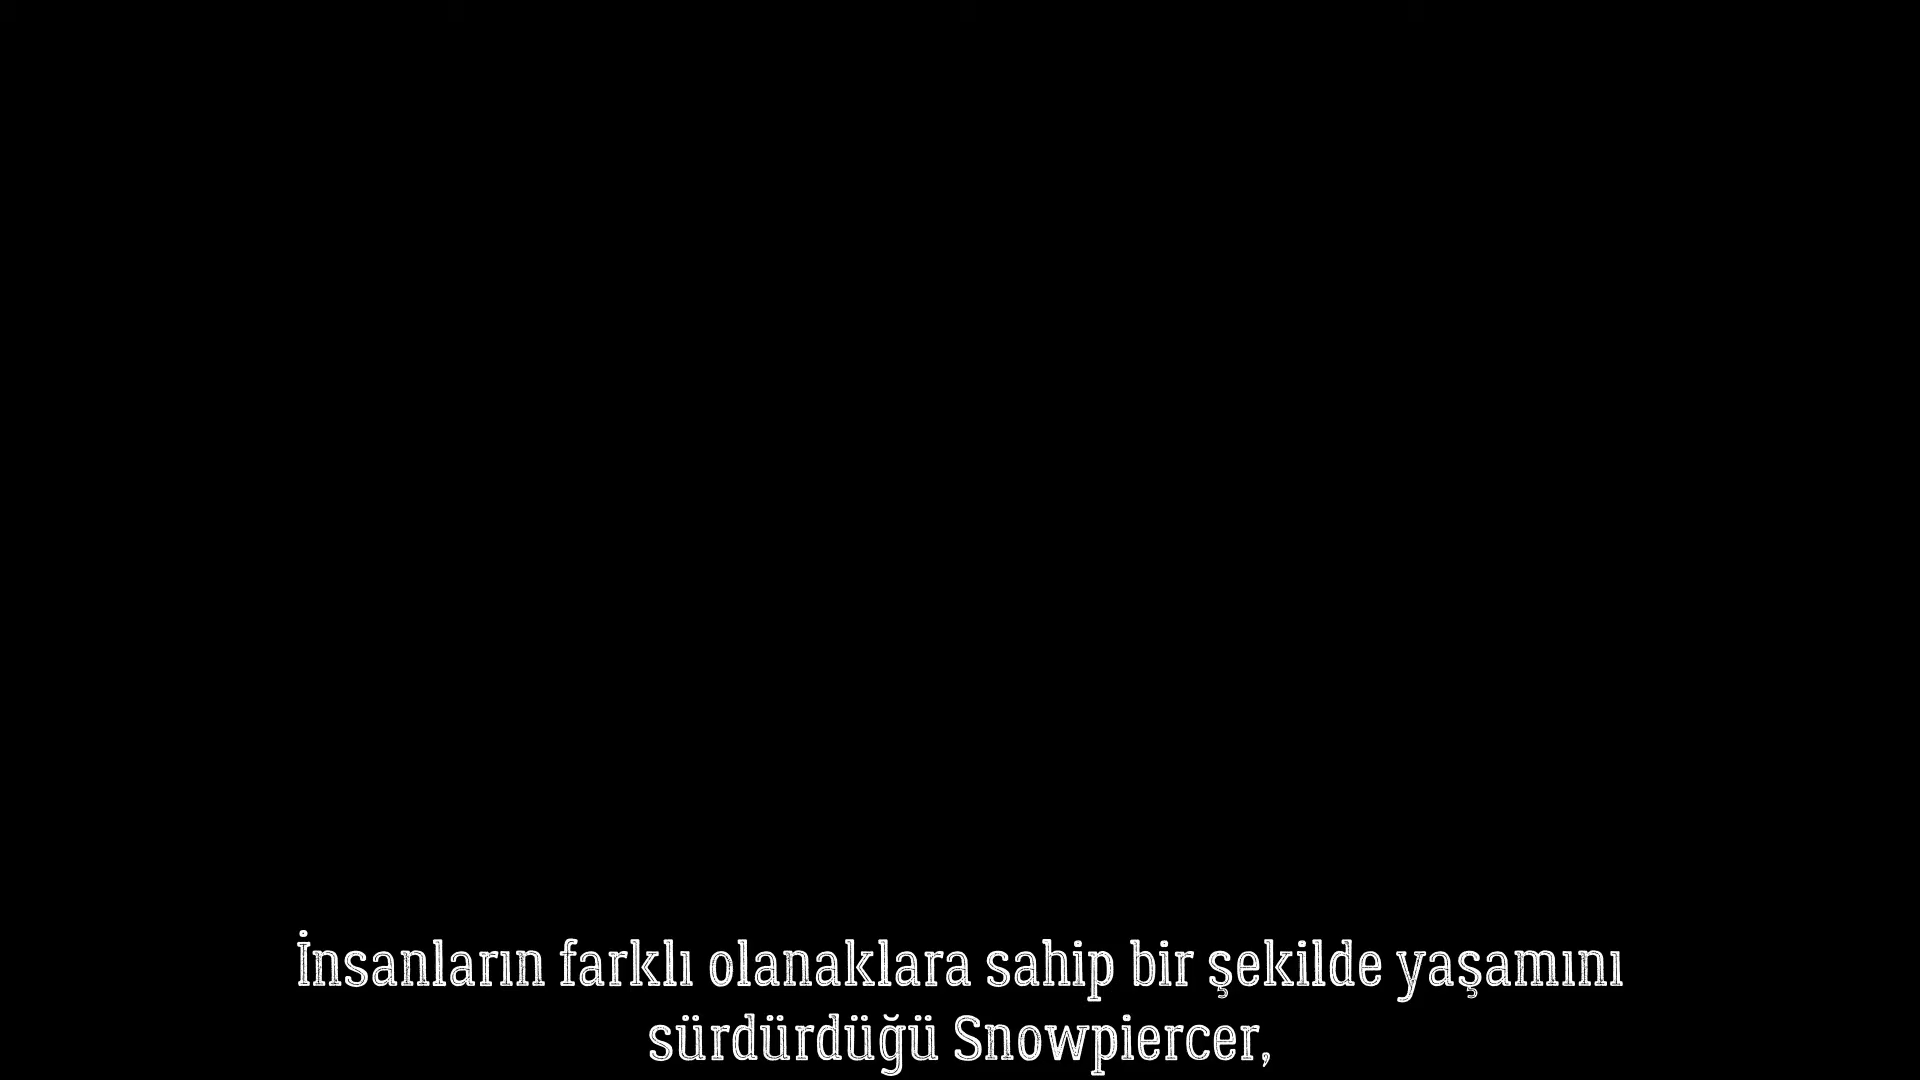 İnsanların farklı olanaklara sahip bir şekilde yaşamını
sürdürdüğü Snowpiercer,